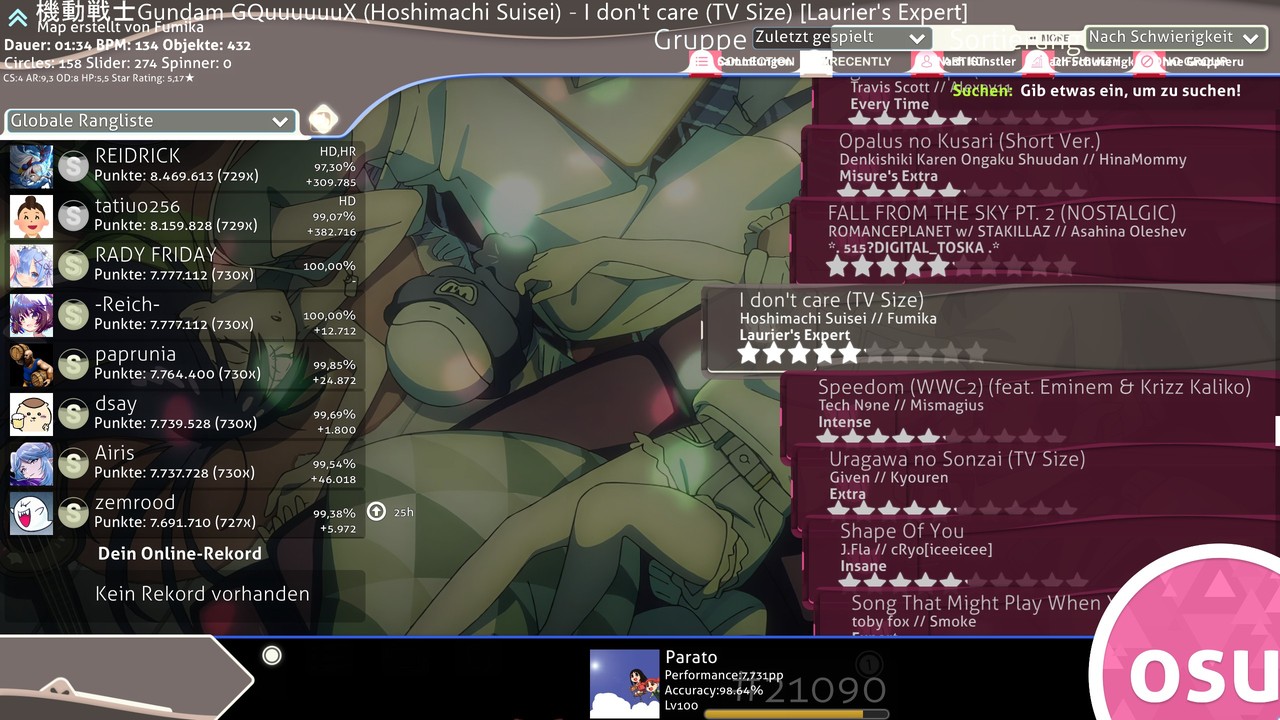 機動戦士Gundam GQuuuuuuX (Hoshimachi Suisei) - I don't care (TV Size) [Laurier's Expert]
Map erstellt von Fumika
Dauer: 01:34 BPM: 134 Objekte: 432
Circles: 158 Slider: 274 Spinner: 0
CS:4 AR:9,3 OD:8 HP:5,5 Star Rating: 5,17★
Gruppe
Zuletzt gespielt
Sortierung
Nach Schwierigkeit
MORE
RECENTLY
Suchen: Gib etwas ein, um zu suchen!
Globale Rangliste
REIDRICK
Punkte: 8.469.613 (729x)
HD,HR
97,30%
+309.785
tatiuo256
Punkte: 8.159.828 (729x)
HD
99,07%
+382.716
RADY FRIDAY
Punkte: 7.777.112 (730x)
100,00%
-
-Reich-
Punkte: 7.777.112 (730x)
100,00%
+12.712
paprunia
Punkte: 7.764.400 (730x)
99,85%
+24.872
dsay
Punkte: 7.739.528 (730x)
99,69%
+1.800
Airis
Punkte: 7.737.728 (730x)
99,54%
+46.018
zemrood
Punkte: 7.691.710 (727x)
99,38%
+5.972
25h
Dein Online-Rekord
Kein Rekord vorhanden
Travis Scott //
Every Time
Opalus no Kusari (Short Ver.)
Denkishiki Karen Ongaku Shuudan // HinaMommy
Misure's Extra
FALL FROM THE SKY PT. 2 (NOSTALGIC)
ROMANCEPLANET w/ STAKILLAZ // Asahina Oleshev
*. 515?DIGITAL_TOSKA .*
I don't care (TV Size)
Hoshimachi Suisei // Fumika
Laurier's Expert
Speedom (WWC2) (feat. Eminem & Krizz Kaliko)
Tech N9ne // Mismagius
Intense
Uragawa no Sonzai (TV Size)
Given // Kyouren
Extra
Shape Of You
J.Fla // cRyo[iceeicee]
Insane
Song That Might Play When
toby fox // Smoke
Parato
Performance:7.731pp
Accuracy:98.64%
Lv100
#21090
1
osu